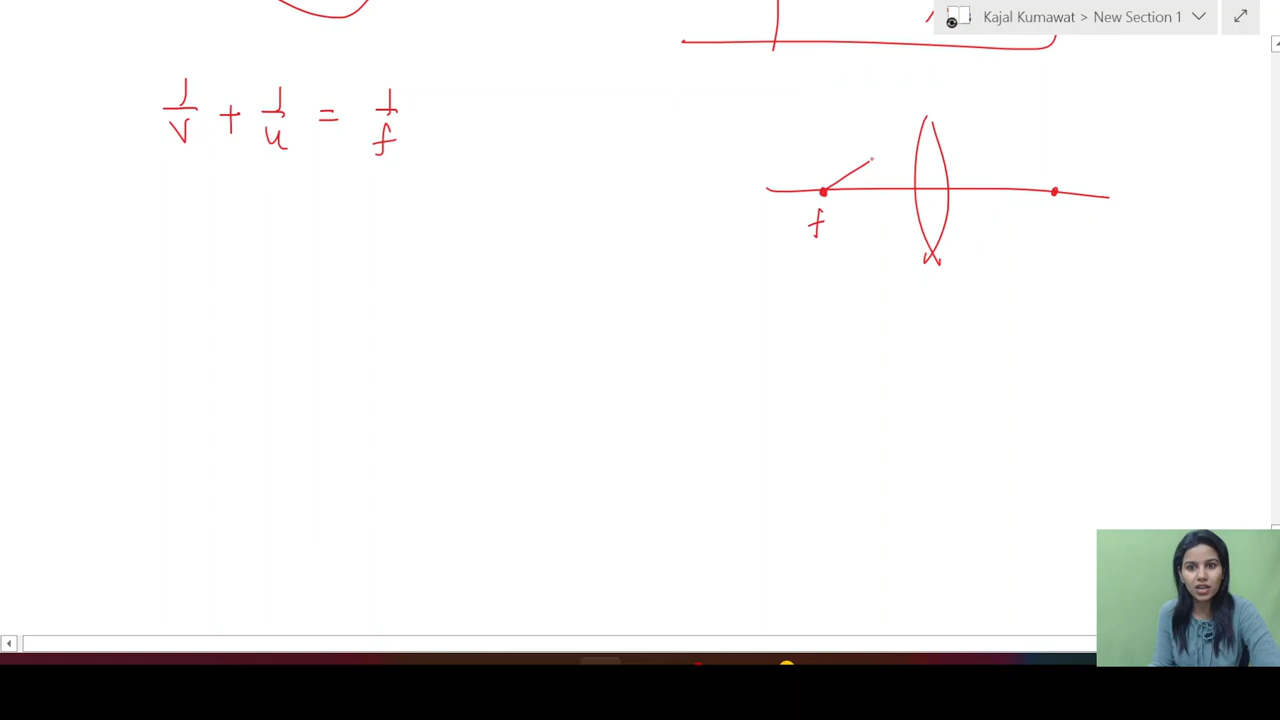 Kajal Kumawat > New Section 1
1/v + 1/u = 1/f
f